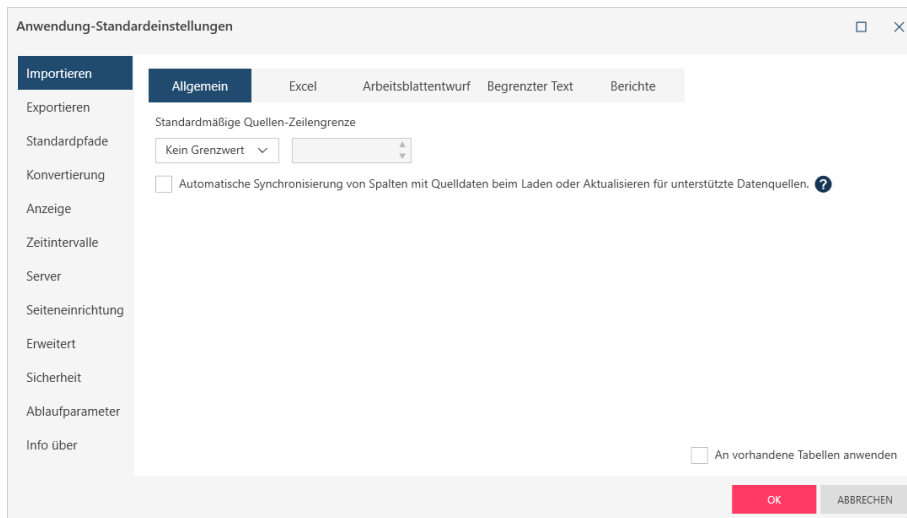 Anwendung-Standardeinstellungen
Importieren
Exportieren
Standardpfade
Konvertierung
Anzeige
Zeitintervalle
Server
Seiteneinrichtung
Erweitert
Sicherheit
Ablaufparameter
Info über
Allgemein Excel Arbeitsblattentwurf Begrenzter Text Berichte
Standardmäßige Quellen-Zeilengrenze
Kein Grenzwert
Automatische Synchronisierung von Spalten mit Quelldaten beim Laden oder Aktualisieren für unterstützte Datenquellen. ?
An vorhandene Tabellen anwenden
OK ABBRECHEN